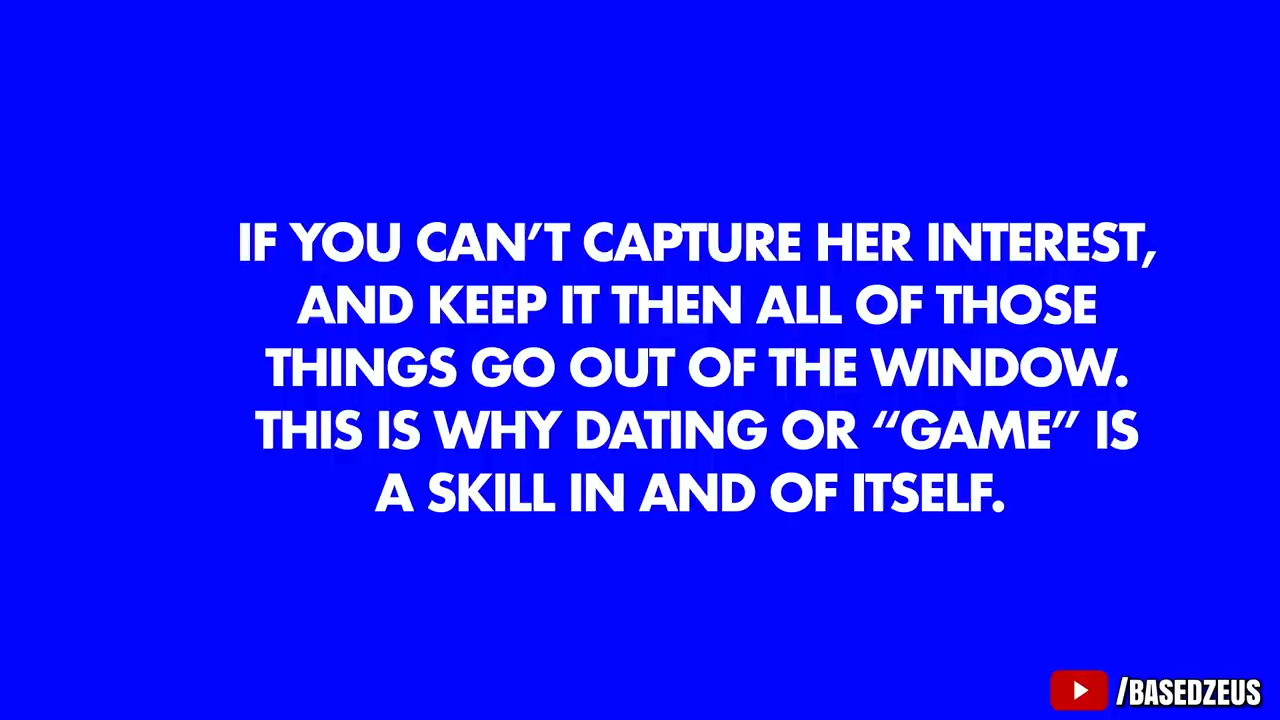 IF YOU CAN’T CAPTURE HER INTEREST,
AND KEEP IT THEN ALL OF THOSE
THINGS GO OUT OF THE WINDOW.
THIS IS WHY DATING OR “GAME” IS
A SKILL IN AND OF ITSELF.
/BASEDZEUS